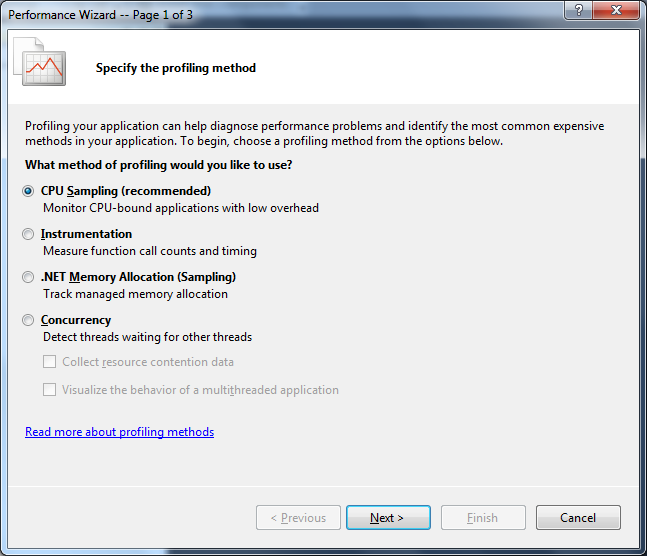 Performance Wizard -- Page 1 of 3
?
Specify the profiling method
Profiling your application can help diagnose performance problems and identify the most common expensive
methods in your application. To begin, choose a profiling method from the options below.
What method of profiling would you like to use?
CPU Sampling (recommended)
Monitor CPU-bound applications with low overhead
Instrumentation
Measure function call counts and timing
.NET Memory Allocation (Sampling)
Track managed memory allocation
Concurrency
Detect threads waiting for other threads
Collect resource contention data
Visualize the behavior of a multithreaded application
Read more about profiling methods
< Previous
Next >
Finish
Cancel